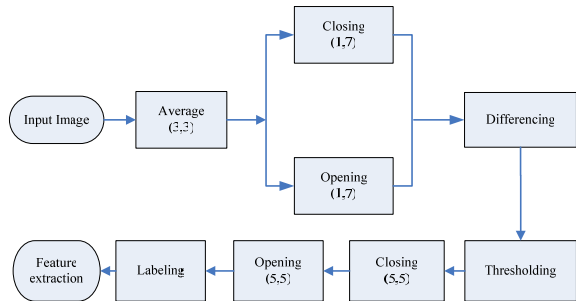 Input Image
Average
(3,3)
Closing
(1,7)
Opening
(1,7)
Differencing
Thresholding
Closing
(5,5)
Opening
(5,5)
Labeling
Feature
extraction